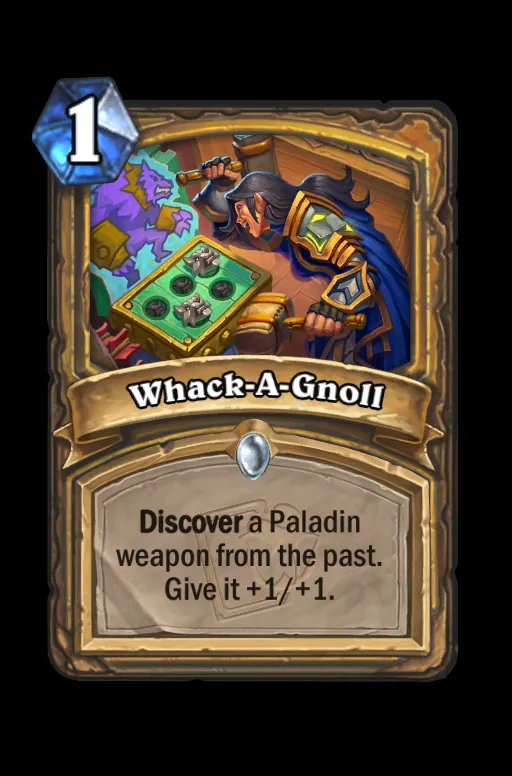 1
Whack-A-Gnoll
Discover a Paladin
weapon from the past.
Give it +1/+1.